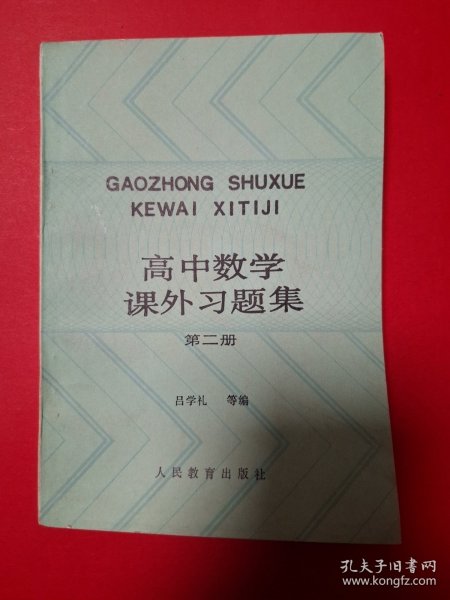 GAOZHONG SHUXUE
KEWAI XITIJI
高中数学
课外习题集
第二册
吕学礼 等编
人民教育出版社
孔夫子旧书网
www.kongfz.com